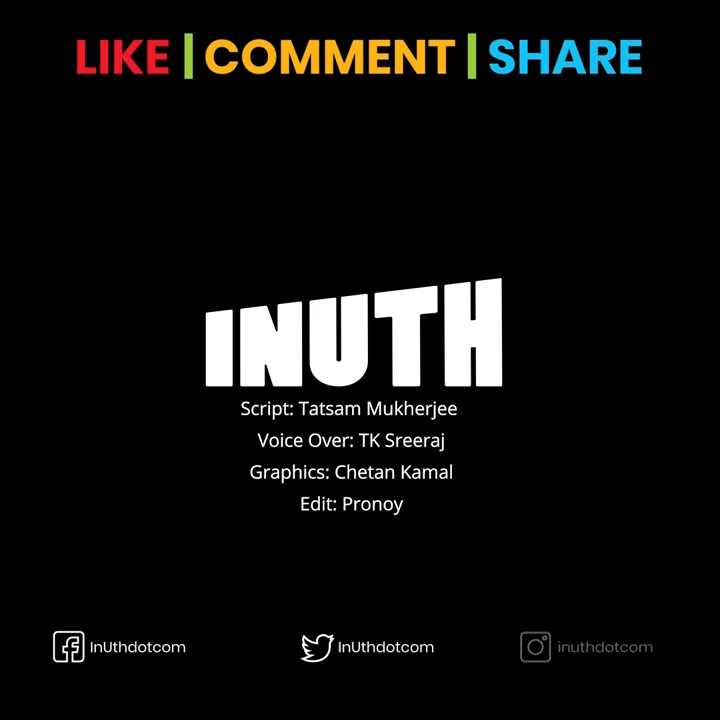 LIKE | COMMENT | SHARE
INUTH
Script: Tatsam Mukherjee
Voice Over: TK Sreeraj
Graphics: Chetan Kamal
Edit: Pronoy
InUthdotcom InUthdotcom inuthdotcom